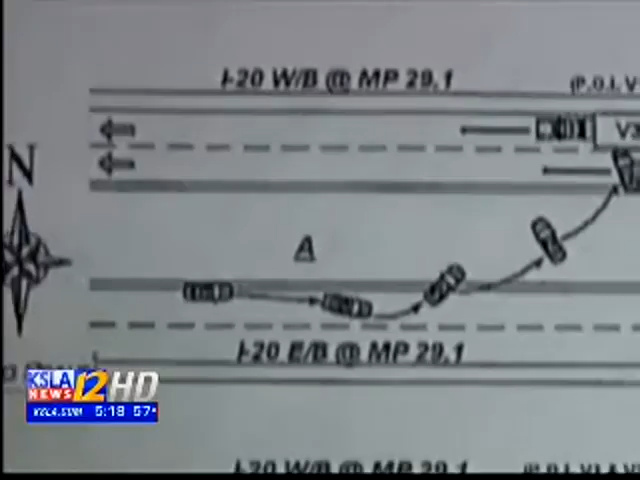 I-20 W/B @ MP 29.1
N
A
I-20 E/B @ MP 29.1
KSLA 12 HD
NEWS
KSLA.COM 5:18 57°
I-20 W/B @ MP 29.1